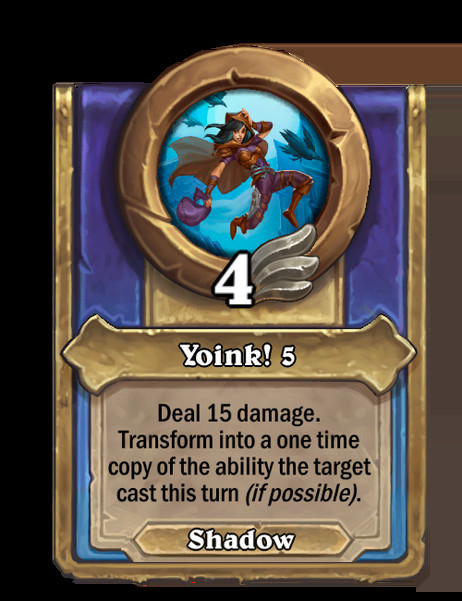 4
Yoink! 5
Deal 15 damage.
Transform into a one time
copy of the ability the target
cast this turn (if possible).
Shadow